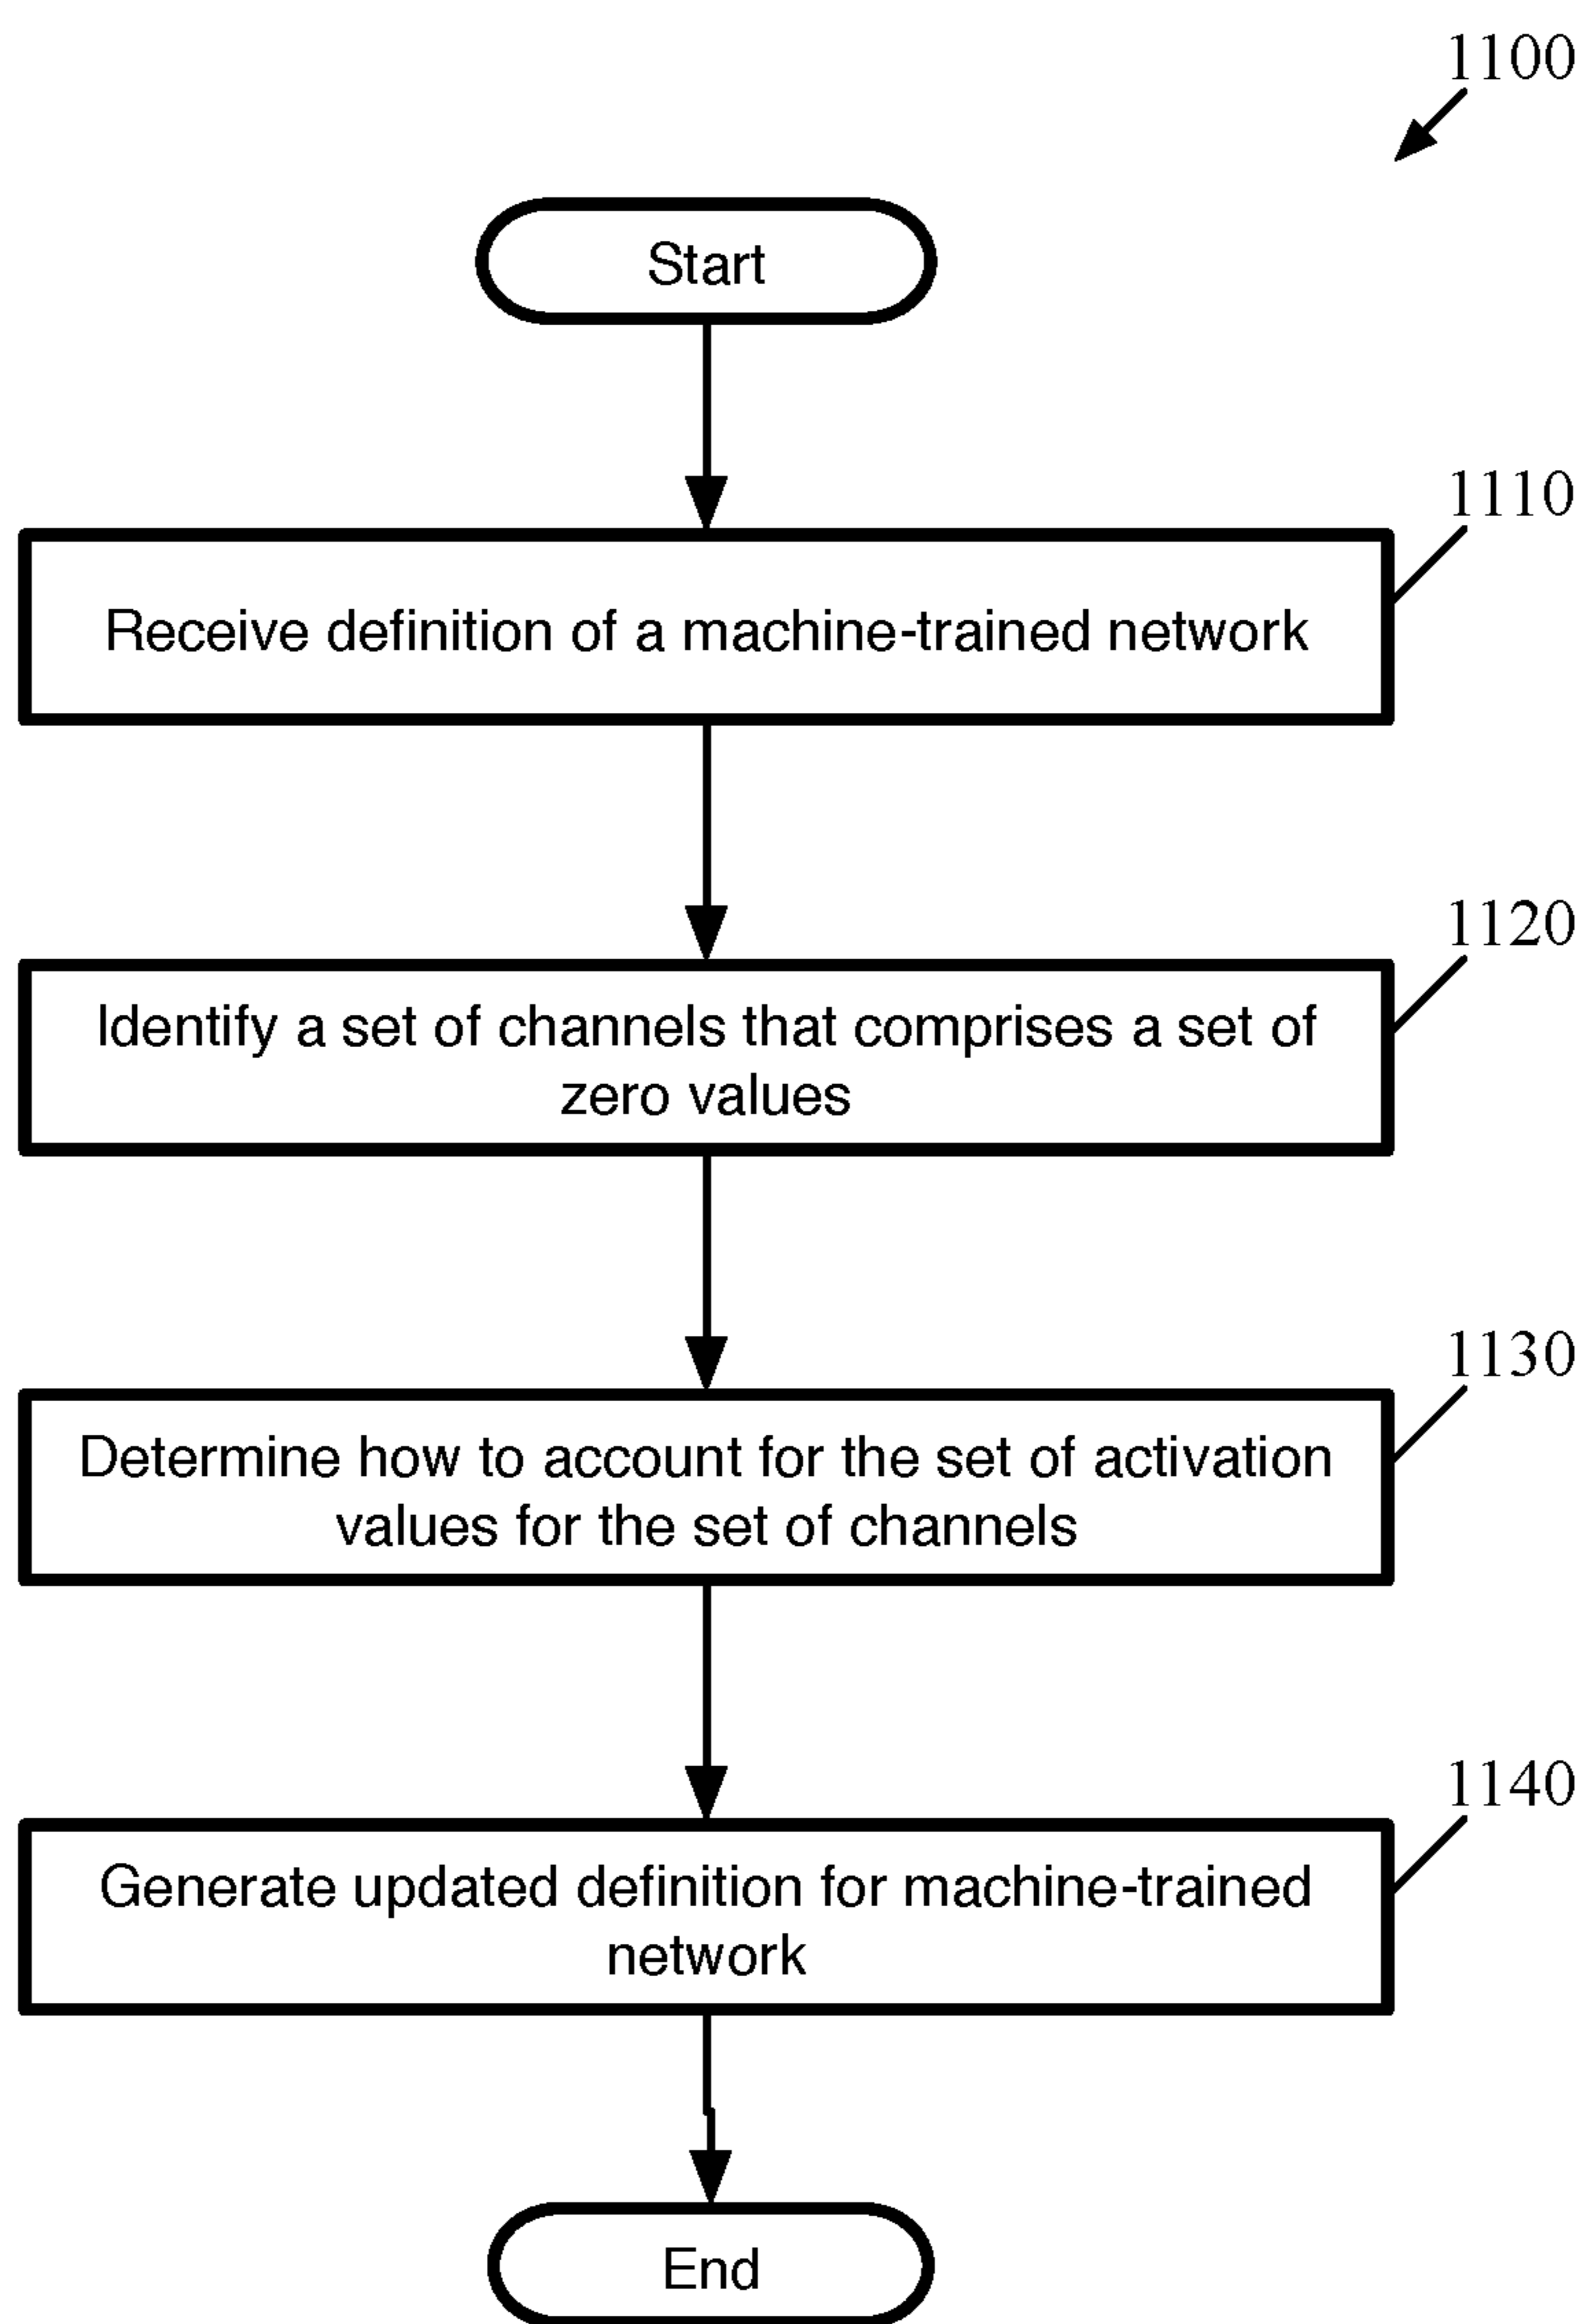 1100
Start
1110
Receive definition of a machine-trained network
1120
Identify a set of channels that comprises a set of
zero values
1130
Determine how to account for the set of activation
values for the set of channels
1140
Generate updated definition for machine-trained
network
End